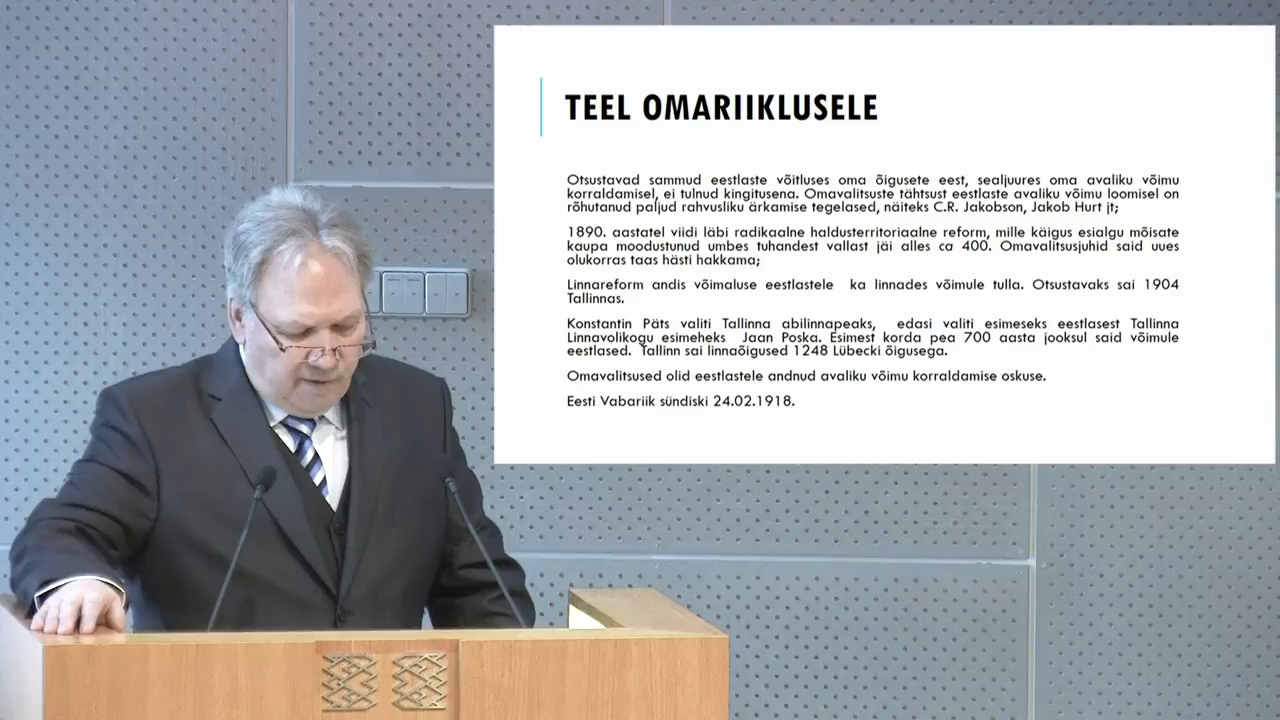 TEEL OMARIIKLUSELE
Otsustavad sammud eestlaste võitluses oma õigusete eest, sealjuures oma avaliku võimu
korraldamisel, ei tulnud kingitusena. Omavalitsuste tähtsust eestlaste avaliku võimu loomisel on
rõhutanud paljud rahvusliku ärkamise tegelased, näiteks C.R. Jakobson, Jakob Hurt jt;
1890. aastatel viidi läbi radikaalne haldusterritoriaalne reform, mille käigus esialgu mõisate
kaupa moodustunud umbes tuhandest vallast jäi alles ca 400. Omavalitsusjuhid said uues
olukorras taas hästi hakkama;
Linnareform andis võimaluse eestlastele ka linnades võimule tulla. Otsustavaks sai 1904
Tallinnas.
Konstantin Päts valiti Tallinna abilinnapeaks, edasi valiti esimeseks eestlasest Tallinna
Linnavolikogu esimeheks Jaan Poska. Esimest korda pea 700 aasta jooksul said võimule
eestlased. Tallinn sai linnaõigused 1248 Lübecki õigusega.
Omavalitsused olid eestlastele andnud avaliku võimu korraldamise oskuse.
Eesti Vabariik sündiski 24.02.1918.